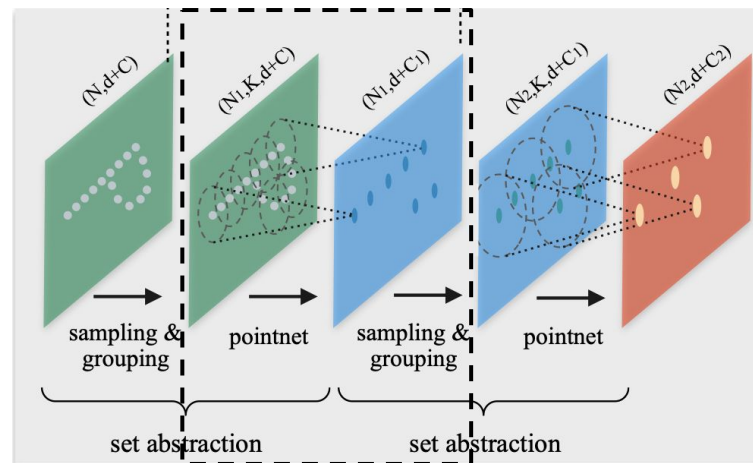 (N,d+C)
(N1,K,d+C)
(N1,d+C1)
(N2,K,d+C1)
(N2,d+C2)
sampling &
grouping
pointnet
sampling &
grouping
pointnet
set abstraction
set abstraction